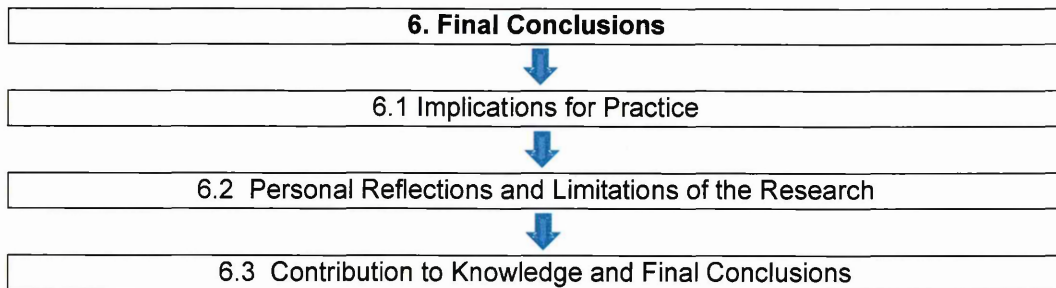 6. Final Conclusions
6.1 Implications for Practice
6.2 Personal Reflections and Limitations of the Research
6.3 Contribution to Knowledge and Final Conclusions